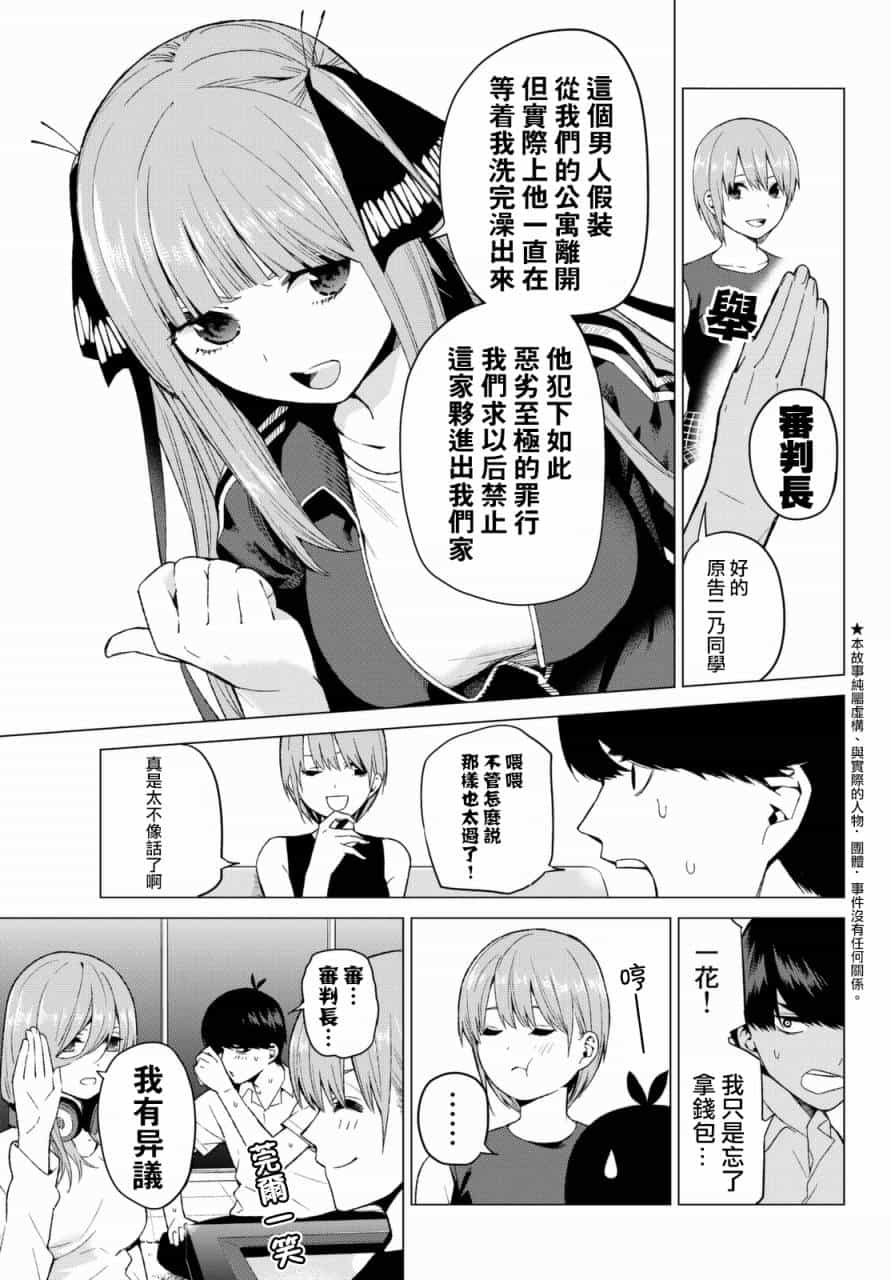 舉
審判長
好的
原告二乃同學
這個男人假裝
從我們的公寓離開
但實際上他一直在
等着我洗完澡出來
他犯下如此
惡劣至極的罪行
我們求以后禁止
這家夥進出我們家
★本故事純屬虛構、與實際的人物．團體．事件沒有任何關係。
喂喂
不管怎麼說
那樣也太過了！
真是太不像話了啊
一花！
我只是忘了
拿錢包…
哼
……
審…
審判長…
莞爾一笑
我有异議